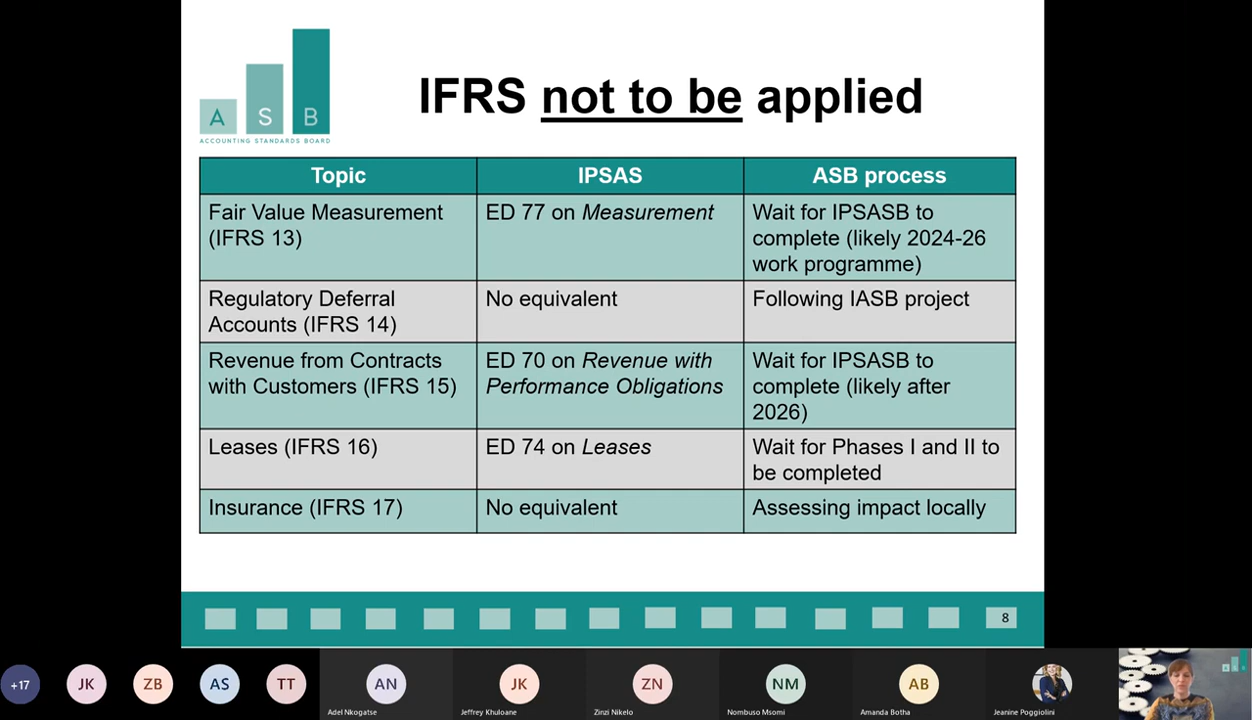 A S B
ACCOUNTING STANDARDS BOARD
IFRS not to be applied
Topic
IPSAS
ASB process
Fair Value Measurement
(IFRS 13)
ED 77 on Measurement
Wait for IPSASB to
complete (likely 2024-26
work programme)
Regulatory Deferral
Accounts (IFRS 14)
No equivalent
Following IASB project
Revenue from Contracts
with Customers (IFRS 15)
ED 70 on Revenue with
Performance Obligations
Wait for IPSASB to
complete (likely after
2026)
Leases (IFRS 16)
ED 74 on Leases
Wait for Phases I and II to
be completed
Insurance (IFRS 17)
No equivalent
Assessing impact locally
8
+17
JK
ZB
AS
TT
AN
Adel Nkogatse
JK
Jeffrey Khuloane
ZN
Zinzi Nikelo
NM
Nombuso Msomi
AB
Amanda Botha
Jeanine Poggiolini